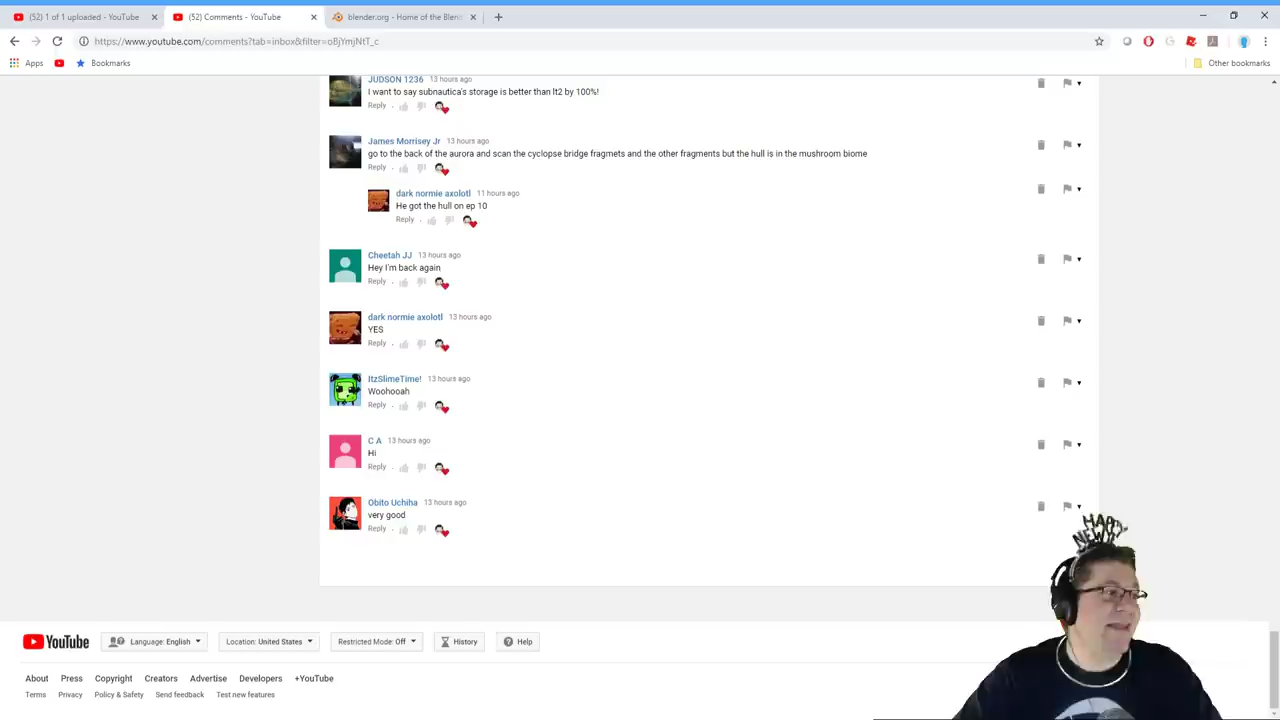 (52) 1 of 1 uploaded - YouTube
(52) Comments - YouTube
blender.org - Home of the Blend
https://www.youtube.com/comments?tab=inbox&filter=oBjYmjNtT_c
Apps
Bookmarks
Other bookmarks
JUDSON 1236 13 hours ago
I want to say subnautica's storage is better than lt2 by 100%!
Reply
James Morrisey Jr 13 hours ago
go to the back of the aurora and scan the cyclopse bridge fragmets and the other fragments but the hull is in the mushroom biome
Reply
dark normie axolotl 11 hours ago
He got the hull on ep 10
Reply
Cheetah JJ 13 hours ago
Hey I'm back again
Reply
dark normie axolotl 13 hours ago
YES
Reply
ItzSlimeTime! 13 hours ago
Woohooah
Reply
C A 13 hours ago
Hi
Reply
Obito Uchiha 13 hours ago
very good
Reply
HAPPY
NEW
YouTube
Language: English
Location: United States
Restricted Mode: Off
History
Help
About Press Copyright Creators Advertise Developers +YouTube
Terms Privacy Policy & Safety Send feedback Test new features